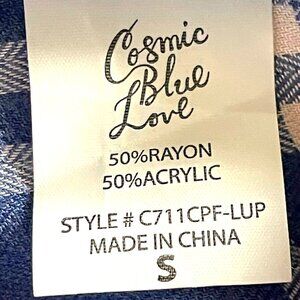 Cosmic
Blue
Love
50%RAYON
50%ACRYLIC
STYLE # C711CPF-LUP
MADE IN CHINA
S